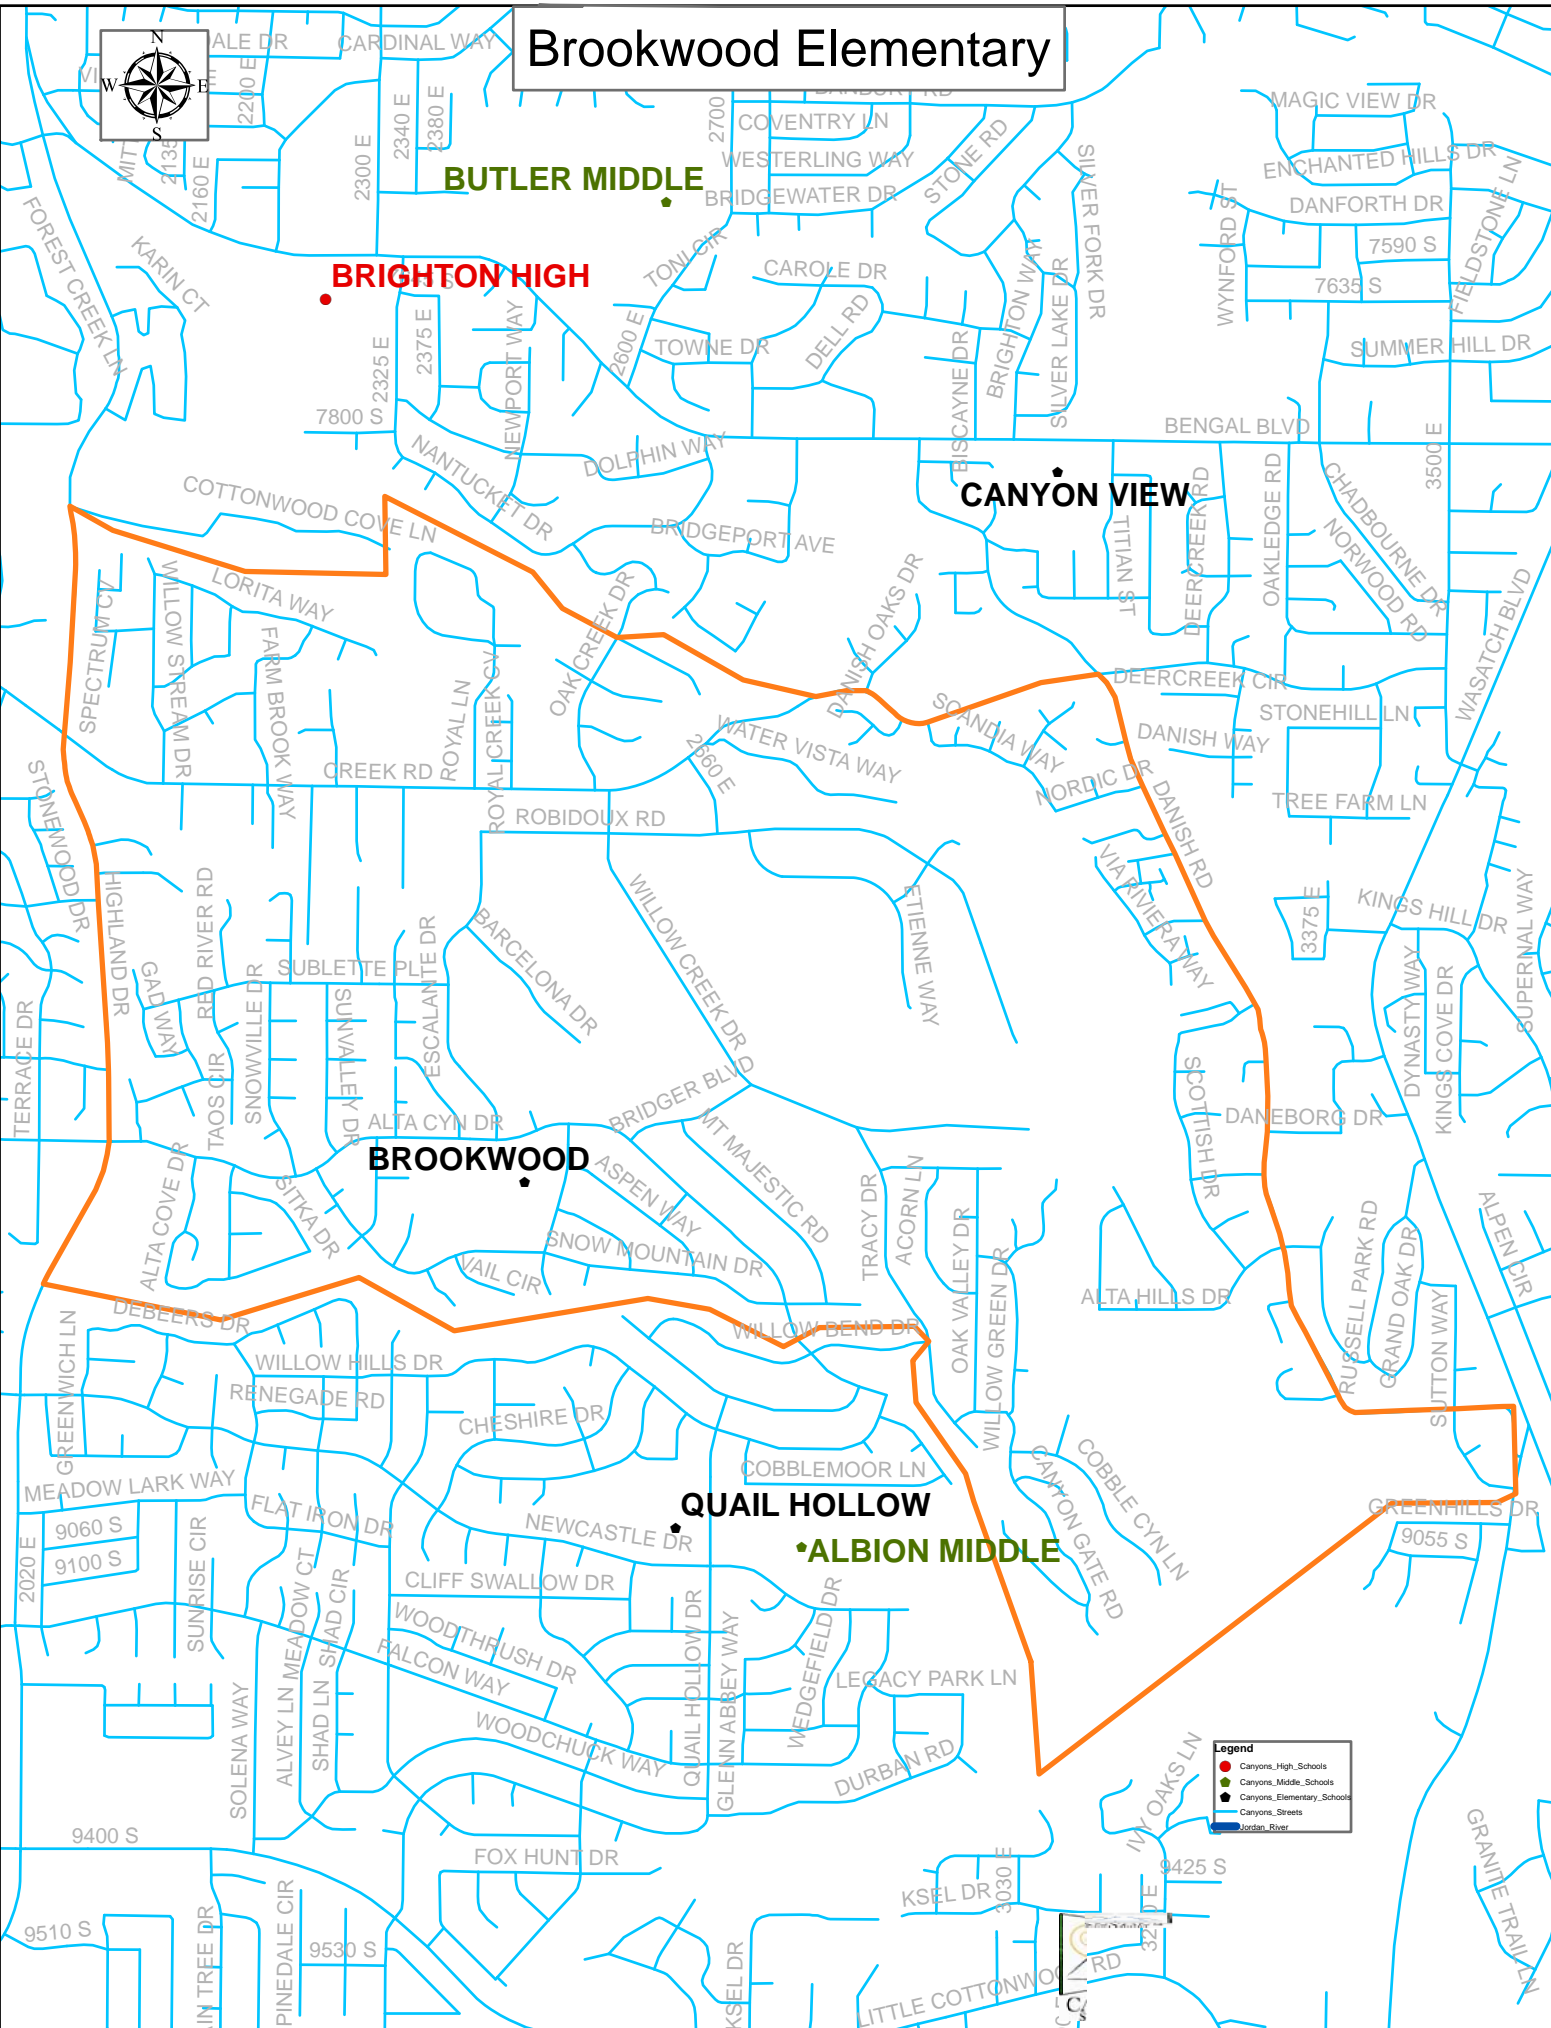 Brookwood Elementary
N
W
E
S
ALE DR
CARDINAL WAY
2200 E
2135
2160 E
2300 E
2340 E
2380 E
2700
COVENTRY LN
WESTERLING WAY
BRIDGEWATER DR
STONE RD
SILVER FORK DR
MAGIC VIEW DR
ENCHANTED HILLS DR
DANFORTH DR
7590 S
7635 S
WYNFORD ST
FIELDSTONE LN
SUMMER HILL DR
BUTLER MIDDLE
BRIGHTON HIGH
FOREST CREEK LN
KARIN CT
TONI CIR
CAROLE DR
DELL RD
TOWNE DR
2600 E
NEWPORT WAY
2375 E
2325 E
7800 S
BISCAYNE DR
BRIGHTON WAY
SILVER LAKE DR
BENGAL BLVD
3500 E
NANTUCKET DR
DOLPHIN WAY
CANYON VIEW
COTTONWOOD COVE LN
BRIDGEPORT AVE
TITIAN ST
DEERCREEK RD
OAKLEDGE RD
CHADBOURNE DR
NORWOOD RD
WASATCH BLVD
LORITA WAY
SPECTRUM CV
WILLOW STREAM DR
FARM BROOK WAY
ROYAL LN
ROYAL CREEK CV
OAK CREEK DR
DANISH OAKS DR
DEERCREEK CIR
STONEHILL LN
SCANDIA WAY
DANISH WAY
WATER VISTA WAY
2660 E
NORDIC DR
DANISH RD
TREE FARM LN
CREEK RD
ROBIDOUX RD
STONEWOOD DR
HIGHLAND DR
VIA RIVIERA WAY
3375 E
KINGS HILL DR
SUPERNAL WAY
RED RIVER RD
GAD WAY
SUBLETTE PL
ESCALANTE DR
BARCELONA DR
WILLOW CREEK DR
ETIENNE WAY
TERRACE DR
TAOS CIR
SNOWVILLE DR
SUNVALLEY DR
DYNASTY WAY
KINGS COVE DR
SCOTTISH DR
DANEBORG DR
ALTA CYN DR
BRIDGER BLVD
MT MAJESTIC RD
BROOKWOOD
ASPEN WAY
ALTA COVE DR
SITKA DR
VAIL CIR
SNOW MOUNTAIN DR
TRACY DR
ACORN LN
OAK VALLEY DR
WILLOW GREEN DR
ALTA HILLS DR
RUSSELL PARK RD
GRAND OAK DR
SUTTON WAY
ALPEN CIR
DEBEERS DR
WILLOW BEND DR
GREENWICH LN
WILLOW HILLS DR
RENEGADE RD
CHESHIRE DR
MEADOW LARK WAY
FLAT IRON DR
COBBLEMOOR LN
CANYON GATE RD
COBBLE CYN LN
QUAIL HOLLOW
ALBION MIDDLE
GREENHILLS DR
9055 S
2020 E
9060 S
9100 S
SUNRISE CIR
NEWCASTLE DR
CLIFF SWALLOW DR
WOODTHRUSH DR
FALCON WAY
MEADOW CT
SHAD CIR
SOLENA WAY
ALVEY LN
SHAD LN
WOODCHUCK WAY
QUAIL HOLLOW DR
GLENN ABBEY WAY
WEDGEFIELD DR
LEGACY PARK LN
DURBAN RD
IVY OAKS LN
Legend
Canyons_High_Schools
Canyons_Middle_Schools
Canyons_Elementary_Schools
Canyons_Streets
Jordan_River
9400 S
FOX HUNT DR
KSEL DR
3030 E
9425 S
GRANITE TRAIL LN
9510 S
AIN TREE DR
PINEDALE CIR
9530 S
KSEL DR
LITTLE COTTONWOO
RD